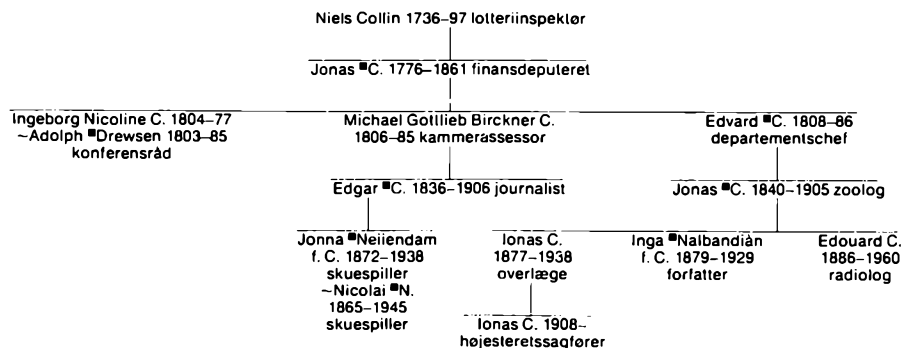 Niels Collin 1736–97 lotteriinspektør
Jonas ■C. 1776–1861 finansdeputeret
Ingeborg Nicoline C. 1804–77
~Adolph ■Drewsen 1803–85
konferensråd
Michael Gottlieb Birckner C.
1806–85 kammerassessor
Edvard ■C. 1808–86
departementschef
Edgar ■C. 1836–1906 journalist
Jonas ■C. 1840–1905 zoolog
Jonna ■Neiiendam
f. C. 1872–1938
skuespiller
~Nicolai ■N.
1865–1945
skuespiller
Jonas C.
1877–1938
overlæge
Jonas C. 1908–
højesteretssagfører
Inga ■Nalbandiàn
f. C. 1879–1929
forfatter
Edouard C.
1886–1960
radiolog